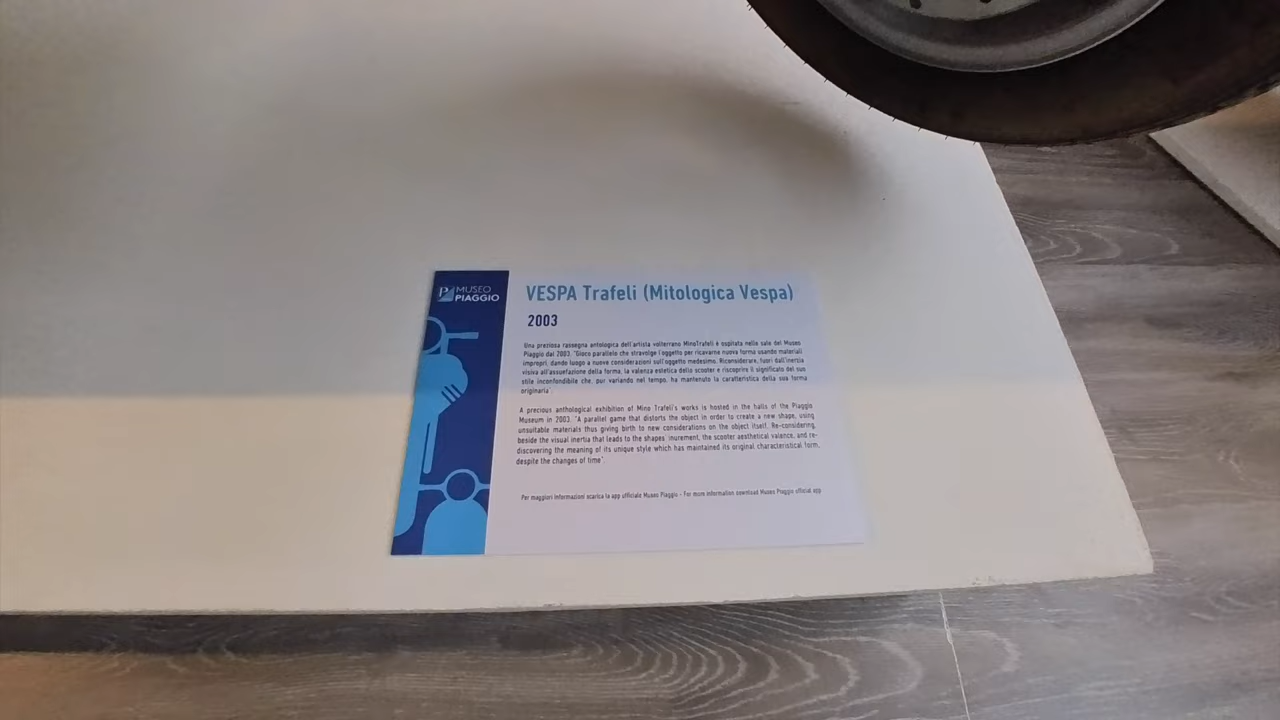 MUSEO
PIAGGIO
VESPA Trafeli (Mitologica Vespa)
2003
Una preziosa rassegna antologica dell'artista volterrano MinoTrafeli è ospitata nelle sale del Museo
Piaggio dal 2003. "Gioco parallelo che stravolge l'oggetto per ricavarne nuova forma usando materiali
impropri, dando luogo a nuove considerazioni sull'oggetto medesimo. Riconsiderare, fuori dall'inerzia
visiva all'assuefazione della forma, la valenza estetica dello scooter e riscoprire il significato del suo
stile inconfondibile che, pur variando nel tempo, ha mantenuto la caratteristica della sua forma
originaria".
A precious anthological exhibition of Mino Trafeli's works is hosted in the halls of the Piaggio
Museum in 2003. "A parallel game that distorts the object in order to create a new shape, using
unsuitable materials thus giving birth to new considerations on the object itself. Re-considering,
beside the visual inertia that leads to the shapes' inurement, the scooter aesthetical valence, and re-
discovering the meaning of its unique style which has maintained its original characteristical form,
despite the changes of time".
Per maggiori informazioni scarica la app ufficiale Museo Piaggio - For more information download Museo Piaggio official app